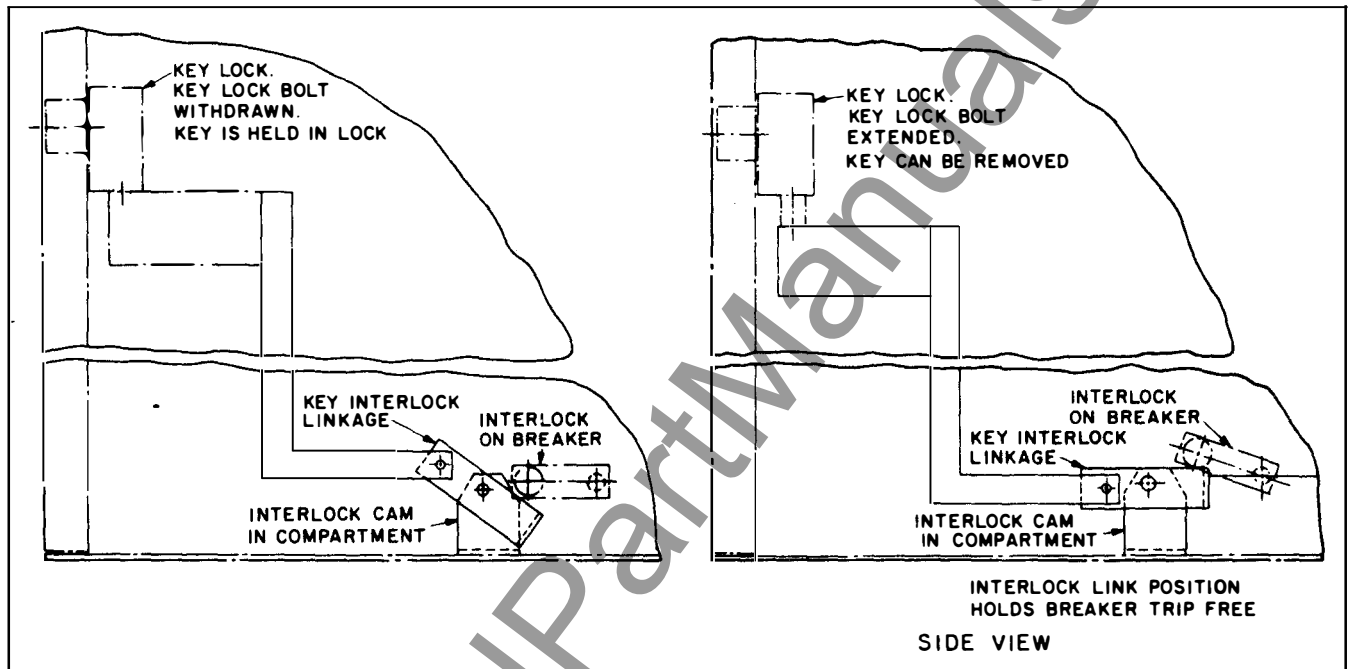 KEY LOCK.
KEY LOCK BOLT
WITHDRAWN.
KEY IS HELD IN LOCK
KEY INTERLOCK
LINKAGE
INTERLOCK
ON BREAKER
INTERLOCK CAM
IN COMPARTMENT
KEY LOCK.
KEY LOCK BOLT
EXTENDED.
KEY CAN BE REMOVED
INTERLOCK
ON BREAKER
KEY INTERLOCK
LINKAGE
INTERLOCK CAM
IN COMPARTMENT
INTERLOCK LINK POSITION
HOLDS BREAKER TRIP FREE
SIDE VIEW
PartManuals